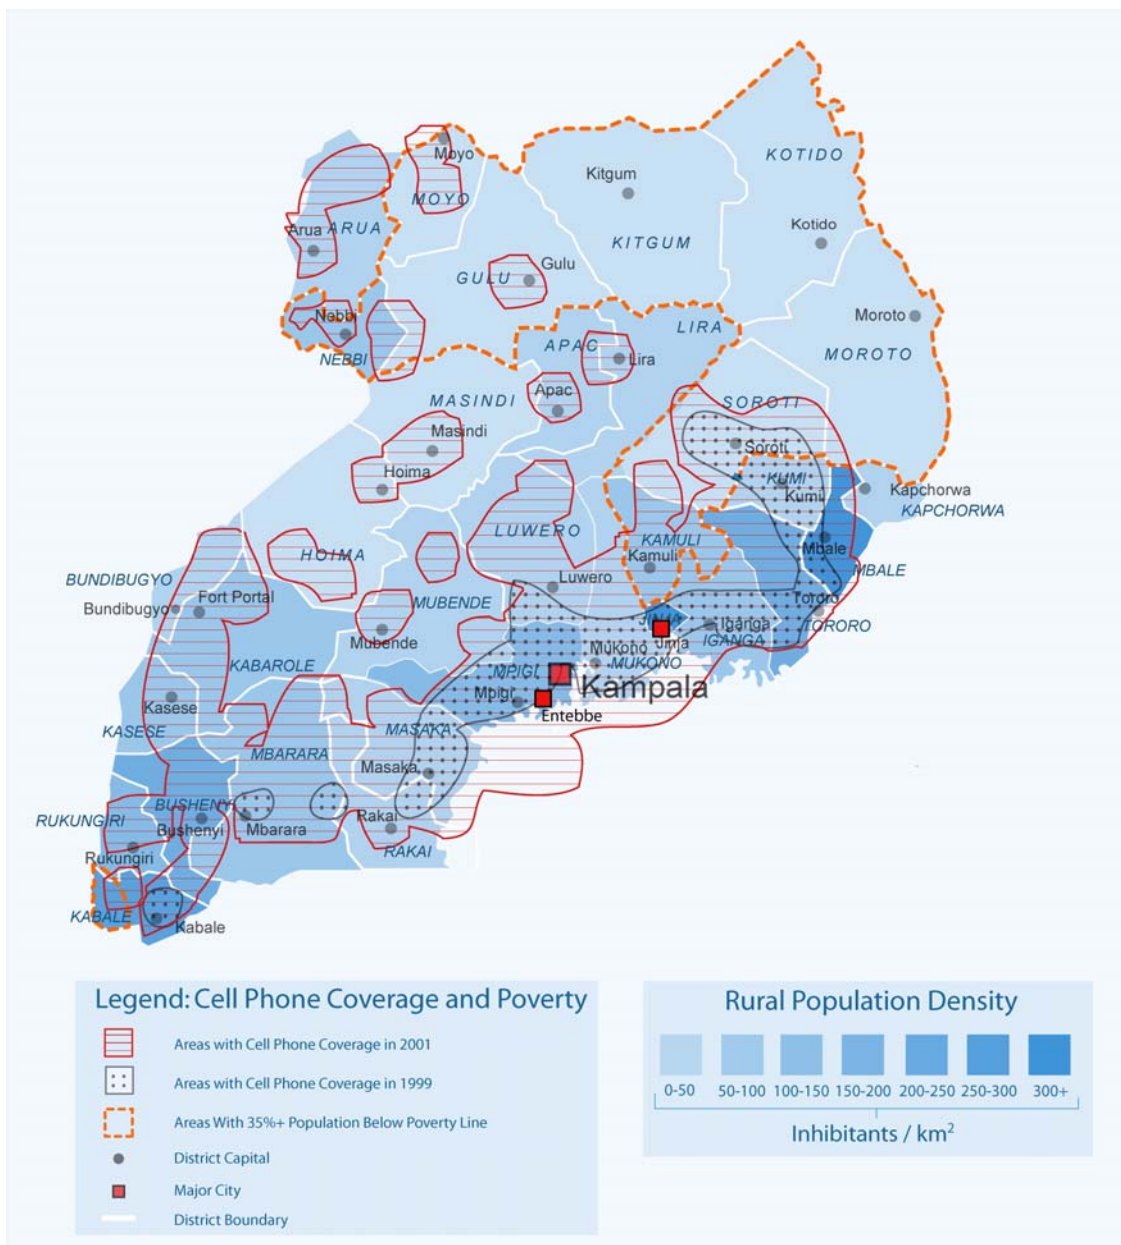 KOTIDO
Moyo
Kitgum
MOYO
Kotido
Arua
ARUA
KITGUM
Gulu
GULU
Nebbi
Moroto
LIRA
NEBBI
APAC
Lira
MOROTO
Apac
MASINDI
SOROTI
Masindi
Soroti
Hoima
KUMI
Kumi
Kapchorwa
KAPCHORWA
LUWERO
KAMULI
Mbale
HOIMA
Kamuli
MBALE
BUNDIBUGYO
Luwero
Bundibugyo
Fort Portal
MUBENDE
Tororo
JINJA
Iganga
TORORO
Mubende
Mukono
Jinja
IGANGA
KABAROLE
MPIGI
MUKONO
Kampala
Kasese
Mpigi
Entebbe
KASESE
MASAKA
MBARARA
Masaka
BUSHENYI
RUKUNGIRI
Bushenyi
Mbarara
Rakai
Rukungiri
RAKAI
KABALE
Kabale
Legend: Cell Phone Coverage and Poverty
Areas with Cell Phone Coverage in 2001
Areas with Cell Phone Coverage in 1999
Areas With 35%+ Population Below Poverty Line
District Capital
Major City
District Boundary
Rural Population Density
0-50 50-100 100-150 150-200 200-250 250-300 300+
Inhibitants / km²